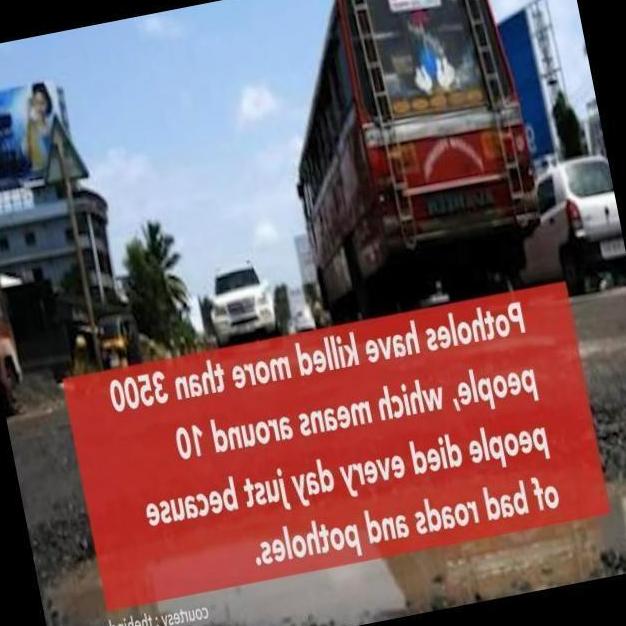 Potholes have killed more than 3500
people, which means around 10
people died every day just because
of bad roads and potholes.
courtesy :